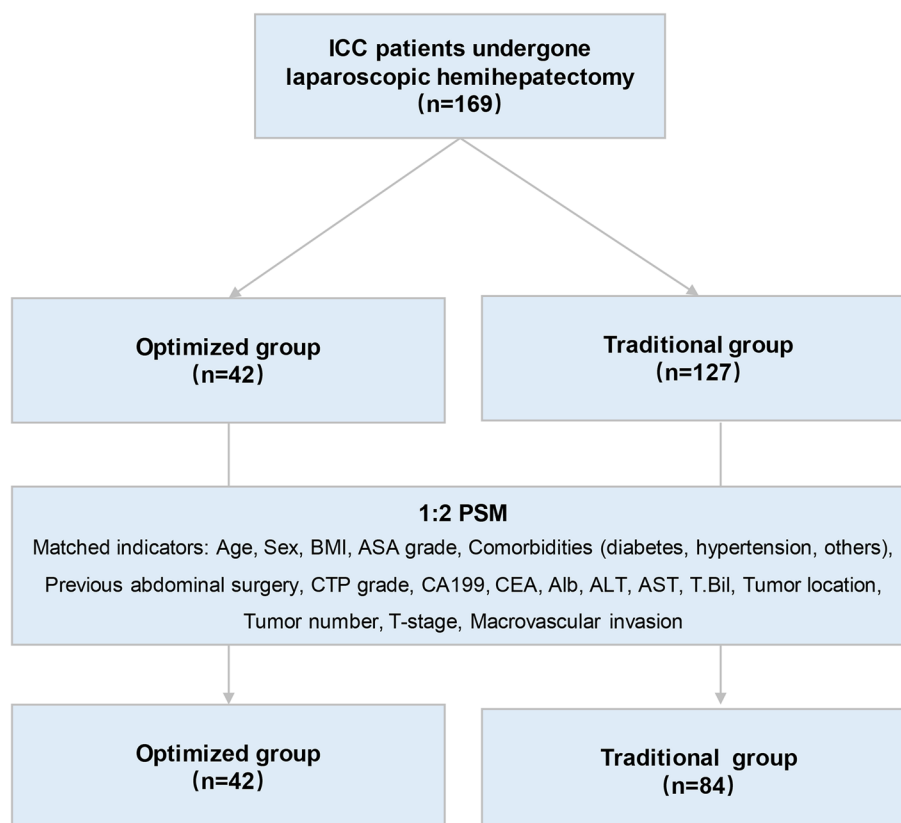 ICC patients undergone
laparoscopic hemihepatectomy
(n=169)
Optimized group
(n=42)
Traditional group
(n=127)
1:2 PSM
Matched indicators: Age, Sex, BMI, ASA grade, Comorbidities (diabetes, hypertension, others),
Previous abdominal surgery, CTP grade, CA199, CEA, Alb, ALT, AST, T.Bil, Tumor location,
Tumor number, T-stage, Macrovascular invasion
Optimized group
(n=42)
Traditional group
(n=84)